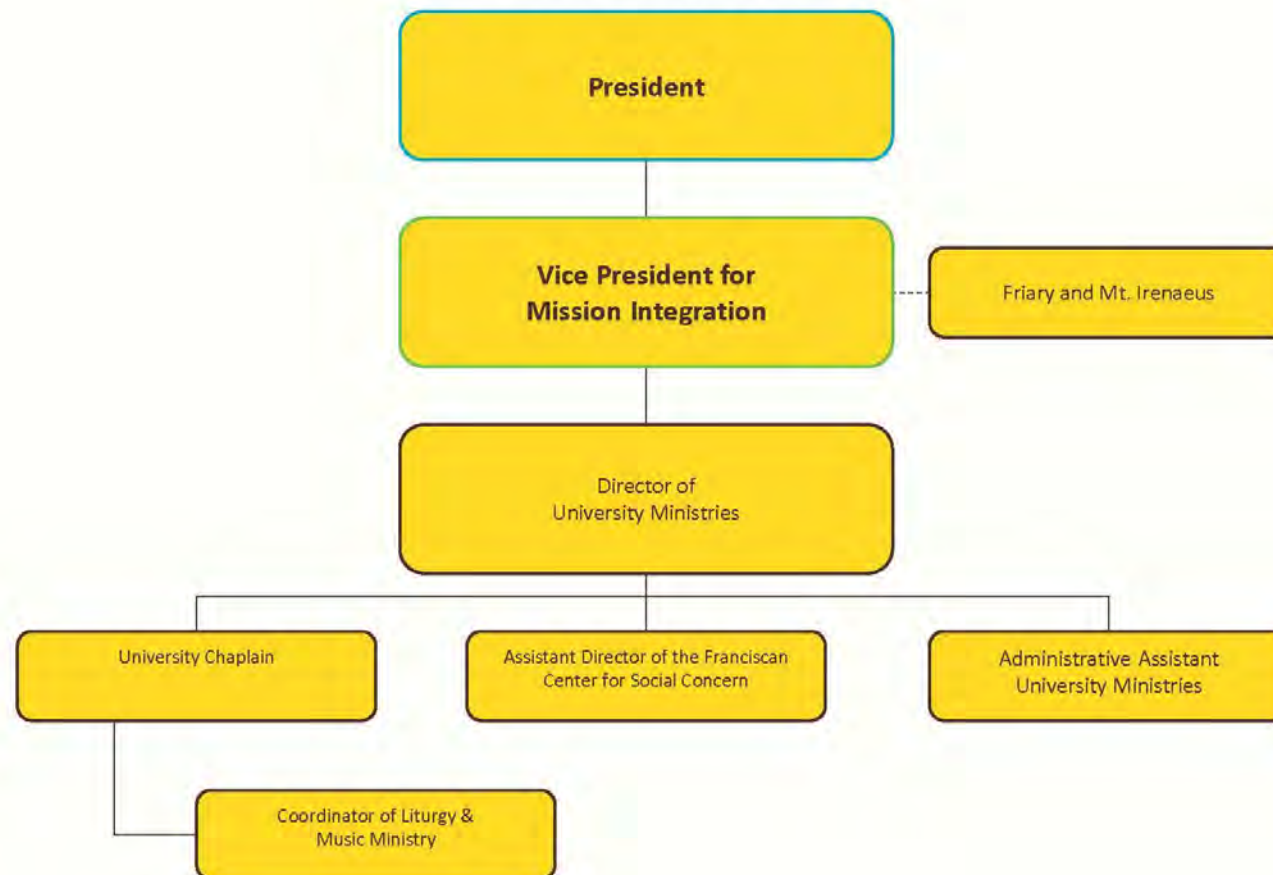 President
Vice President for
Mission Integration
Friary and Mt. Irenaeus
Director of
University Ministries
University Chaplain
Assistant Director of the Franciscan
Center for Social Concern
Administrative Assistant
University Ministries
Coordinator of Liturgy &
Music Ministry